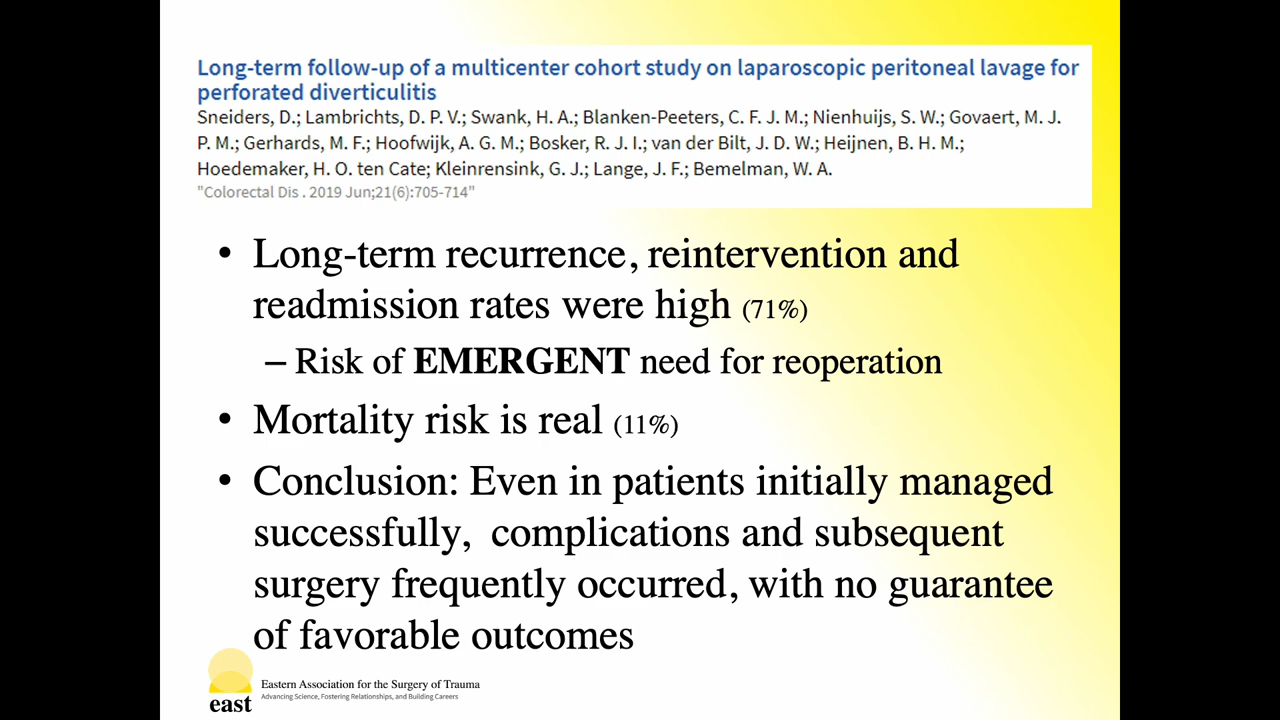 Long-term follow-up of a multicenter cohort study on laparoscopic peritoneal lavage for
perforated diverticulitis
Sneiders, D.; Lambrichts, D. P. V.; Swank, H. A.; Blanken-Peeters, C. F. J. M.; Nienhuijs, S. W.; Govaert, M. J.
P. M.; Gerhards, M. F.; Hoofwijk, A. G. M.; Bosker, R. J. I.; van der Bilt, J. D. W.; Heijnen, B. H. M.;
Hoedemaker, H. O. ten Cate; Kleinrensink, G. J.; Lange, J. F.; Bemelman, W. A.
"Colorectal Dis . 2019 Jun;21(6):705-714"
• Long-term recurrence, reintervention and
readmission rates were high (71%)
– Risk of EMERGENT need for reoperation
• Mortality risk is real (11%)
• Conclusion: Even in patients initially managed
successfully, complications and subsequent
surgery frequently occurred, with no guarantee
of favorable outcomes
east
Eastern Association for the Surgery of Trauma
Advancing Science, Fostering Relationships, and Building Careers